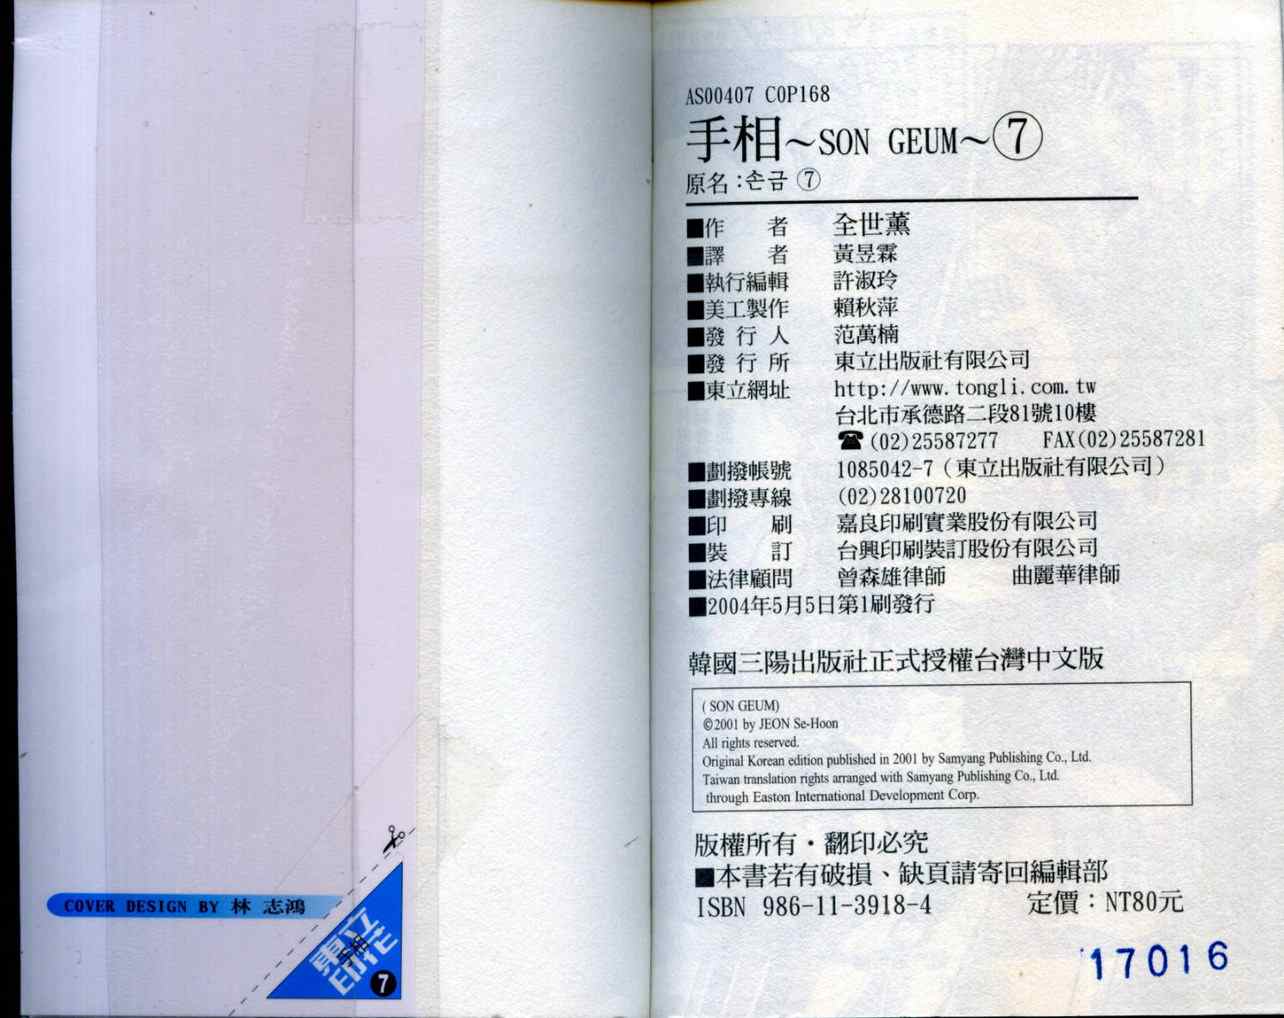 COVER DESIGN BY 林 志鴻
東立
印花
7
AS00407 COP168
手相～SON GEUM～⑦
原名：손금 ⑦
■作　者　全世薰
■譯　者　黃昱霖
■執行編輯　許淑玲
■美工製作　賴秋萍
■發 行 人　范萬楠
■發 行 所　東立出版社有限公司
■東立網址　http://www.tongli.com.tw
台北市承德路二段81號10樓
☎(02)25587277　FAX(02)25587281
■劃撥帳號　1085042-7（東立出版社有限公司）
■劃撥專線　(02)28100720
■印　刷　嘉良印刷實業股份有限公司
■裝　訂　台興印刷裝訂股份有限公司
■法律顧問　曾森雄律師　曲麗華律師
■2004年5月5日第1刷發行
韓國三陽出版社正式授權台灣中文版
( SON GEUM)
©2001 by JEON Se-Hoon
All rights reserved.
Original Korean edition published in 2001 by Samyang Publishing Co., Ltd.
Taiwan translation rights arranged with Samyang Publishing Co., Ltd.
through Easton International Development Corp.
版權所有・翻印必究
■本書若有破損、缺頁請寄回編輯部
ISBN 986-11-3918-4　定價：NT80元
17016